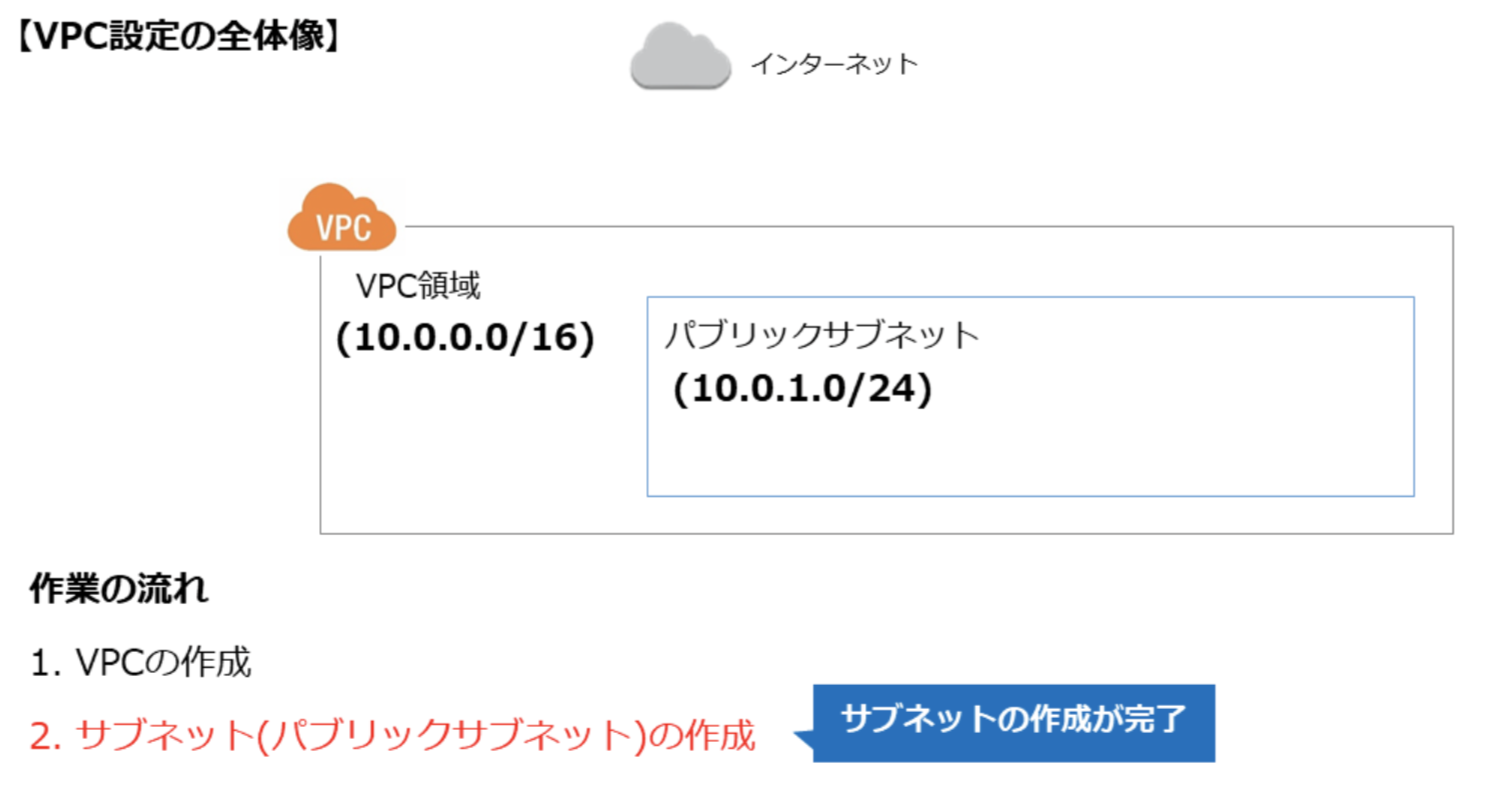 【VPC設定の全体像】
インターネット
VPC
VPC領域
(10.0.0.0/16)
パブリックサブネット
(10.0.1.0/24)
作業の流れ
1. VPCの作成
2. サブネット(パブリックサブネット)の作成
サブネットの作成が完了